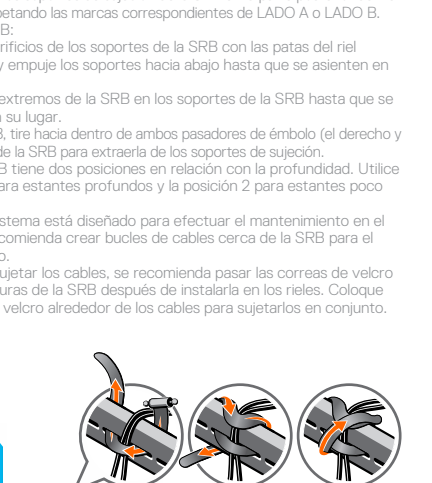 petando las marcas correspondientes de LADO A o LADO B.
B:
rificios de los soportes de la SRB con las patas del riel
y empuje los soportes hacia abajo hasta que se asienten en
extremos de la SRB en los soportes de la SRB hasta que se
su lugar.
B, tire hacia dentro de ambos pasadores de émbolo (el derecho y
de la SRB para extraerla de los soportes de sujeción.
B tiene dos posiciones en relación con la profundidad. Utilice
ara estantes profundos y la posición 2 para estantes poco
stema está diseñado para efectuar el mantenimiento en el
comienda crear bucles de cables cerca de la SRB para el
o.
ujetar los cables, se recomienda pasar las correas de velcro
uras de la SRB después de instalarla en los rieles. Coloque
velcro alrededor de los cables para sujetarlos en conjunto.